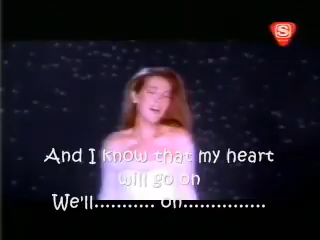 S
And I know that my heart
will go on
We'll........... on...............